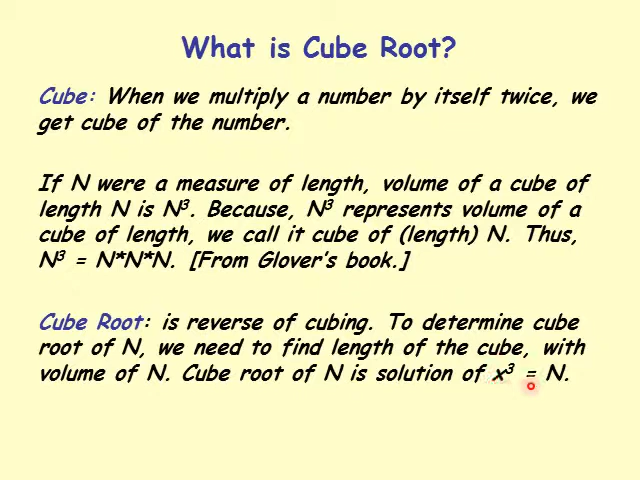 What is Cube Root?
Cube: When we multiply a number by itself twice, we
get cube of the number.
If N were a measure of length, volume of a cube of
length N is N³. Because, N³ represents volume of a
cube of length, we call it cube of (length) N. Thus,
N³ = N*N*N. [From Glover's book.]
Cube Root: is reverse of cubing. To determine cube
root of N, we need to find length of the cube, with
volume of N. Cube root of N is solution of x³ = N.